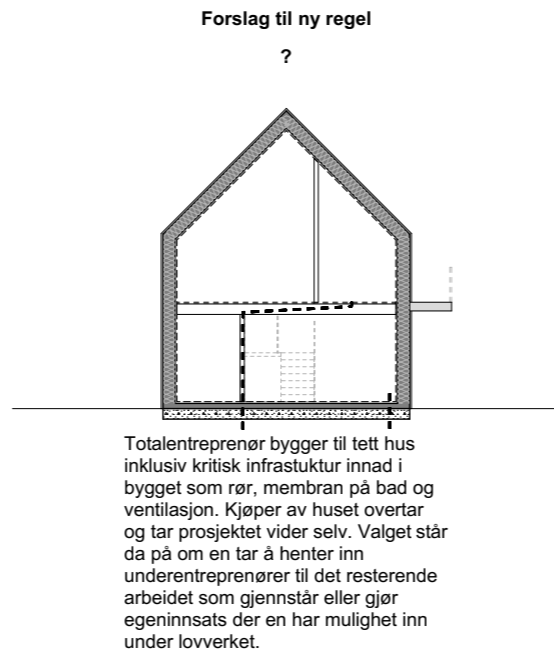 Forslag til ny regel
?
Totalentreprenør bygger til tett hus
inklusiv kritisk infrastuktur innad i
bygget som rør, membran på bad og
ventilasjon. Kjøper av huset overtar
og tar prosjektet vider selv. Valget står
da på om en tar å henter inn
underentreprenører til det resterende
arbeidet som gjennstår eller gjør
egeninnsats der en har mulighet inn
under lovverket.